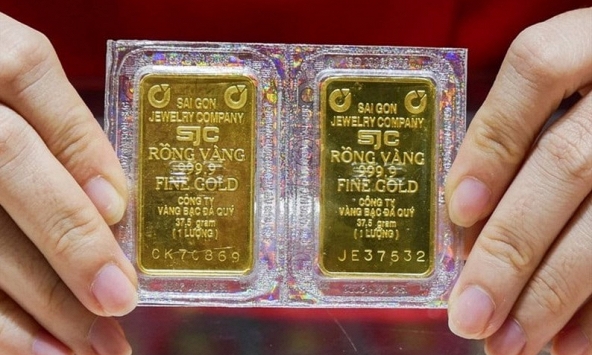 SAI GON
JEWELRY COMPANY
SJC
RỒNG VÀNG
999.9
FINE GOLD
CÔNG TY
VÀNG BẠC ĐÁ QUÝ
37,5 gram
(1 LƯỢNG)
SAI GON
JEWELRY COMPANY
SJC
RỒNG VÀNG
999.9
FINE GOLD
CÔNG TY
VÀNG BẠC ĐÁ QUÝ
37,5 gram
(1 LƯỢNG)
JE37532